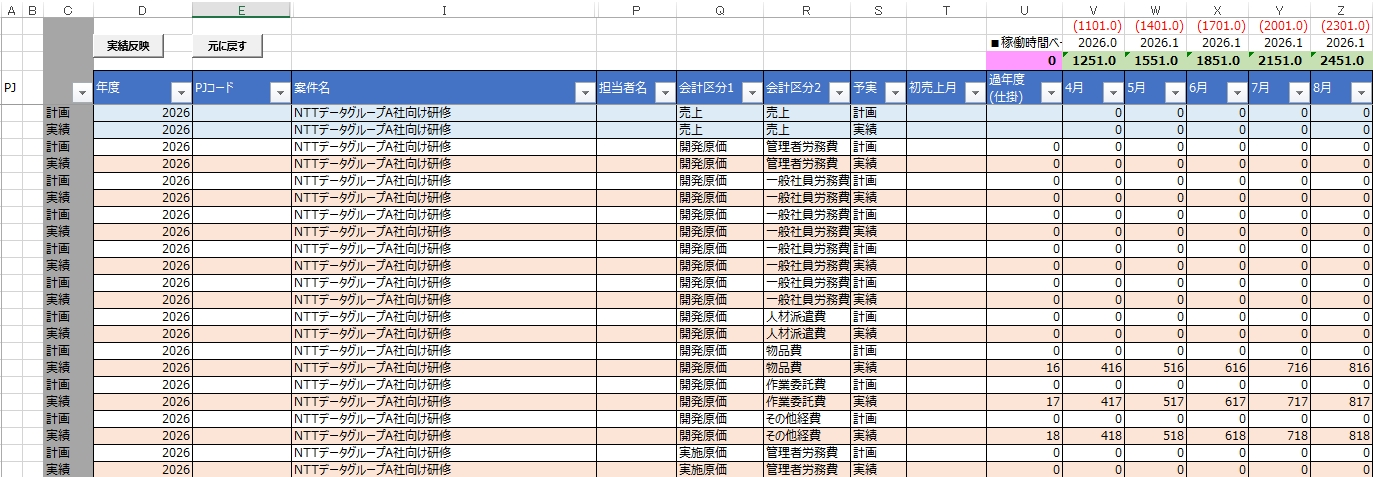 A B C D E I P Q R S T U V W X Y Z
(1101.0) (1401.0) (1701.0) (2001.0) (2301.0)
実績反映 元に戻す ■稼働時間ベ 2026.0 2026.1 2026.1 2026.1 2026.1
0 1251.0 1551.0 1851.0 2151.0 2451.0
PJ 年度 PJコード 案件名 担当者名 会計区分1 会計区分2 予実 初売上月 過年度(仕掛) 4月 5月 6月 7月 8月
計画 2026 NTTデータグループA社向け研修 売上 売上 計画 0 0 0 0 0
実績 2026 NTTデータグループA社向け研修 売上 売上 実績 0 0 0 0 0
計画 2026 NTTデータグループA社向け研修 開発原価 管理者労務費 計画 0 0 0 0 0 0
実績 2026 NTTデータグループA社向け研修 開発原価 管理者労務費 実績 0 0 0 0 0 0
計画 2026 NTTデータグループA社向け研修 開発原価 一般社員労務費 計画 0 0 0 0 0 0
実績 2026 NTTデータグループA社向け研修 開発原価 一般社員労務費 実績 0 0 0 0 0 0
計画 2026 NTTデータグループA社向け研修 開発原価 一般社員労務費 計画 0 0 0 0 0 0
実績 2026 NTTデータグループA社向け研修 開発原価 一般社員労務費 実績 0 0 0 0 0 0
計画 2026 NTTデータグループA社向け研修 開発原価 一般社員労務費 計画 0 0 0 0 0 0
実績 2026 NTTデータグループA社向け研修 開発原価 一般社員労務費 実績 0 0 0 0 0 0
計画 2026 NTTデータグループA社向け研修 開発原価 一般社員労務費 計画 0 0 0 0 0 0
実績 2026 NTTデータグループA社向け研修 開発原価 一般社員労務費 実績 0 0 0 0 0 0
計画 2026 NTTデータグループA社向け研修 開発原価 人材派遣費 計画 0 0 0 0 0 0
実績 2026 NTTデータグループA社向け研修 開発原価 人材派遣費 実績 0 0 0 0 0 0
計画 2026 NTTデータグループA社向け研修 開発原価 物品費 計画 0 0 0 0 0 0
実績 2026 NTTデータグループA社向け研修 開発原価 物品費 実績 16 416 516 616 716 816
計画 2026 NTTデータグループA社向け研修 開発原価 作業委託費 計画 0 0 0 0 0 0
実績 2026 NTTデータグループA社向け研修 開発原価 作業委託費 実績 17 417 517 617 717 817
計画 2026 NTTデータグループA社向け研修 開発原価 その他経費 計画 0 0 0 0 0 0
実績 2026 NTTデータグループA社向け研修 開発原価 その他経費 実績 18 418 518 618 718 818
計画 2026 NTTデータグループA社向け研修 実施原価 管理者労務費 計画 0 0 0 0 0 0
実績 2026 NTTデータグループA社向け研修 実施原価 管理者労務費 実績 0 0 0 0 0 0